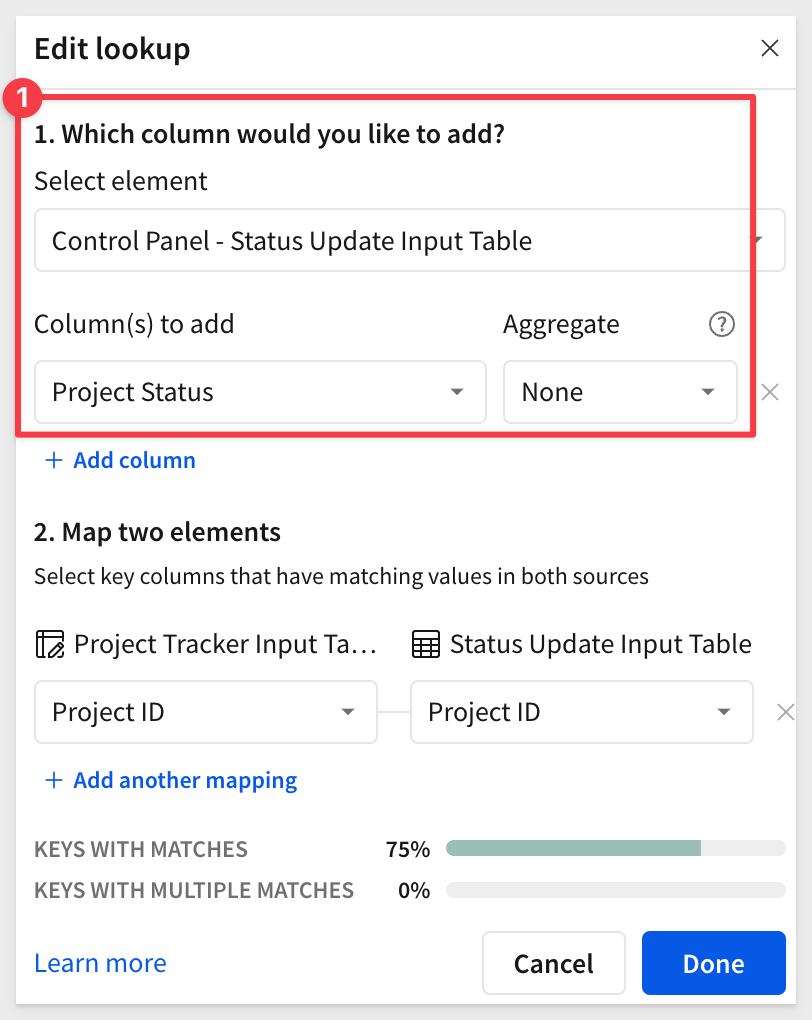 Edit lookup
1
1. Which column would you like to add?
Select element
Control Panel - Status Update Input Table
Column(s) to add Aggregate ?
Project Status None
+ Add column
2. Map two elements
Select key columns that have matching values in both sources
Project Tracker Input Ta... Status Update Input Table
Project ID Project ID
+ Add another mapping
KEYS WITH MATCHES 75%
KEYS WITH MULTIPLE MATCHES 0%
Learn more Cancel Done